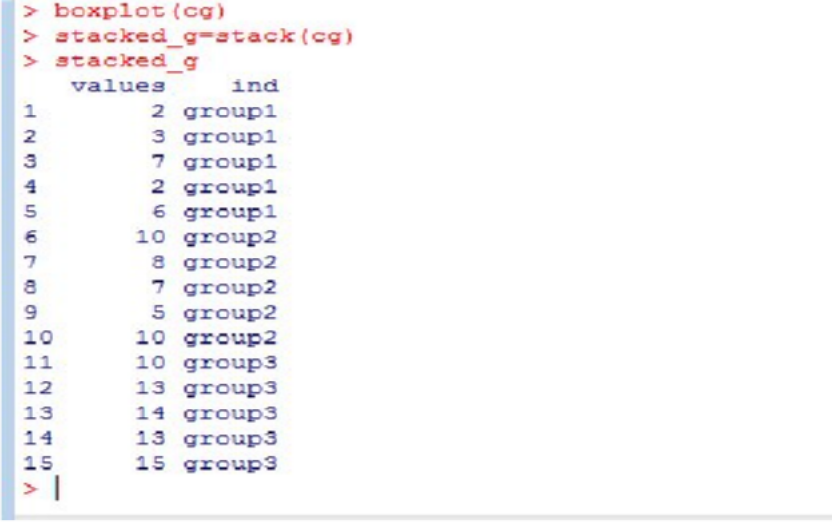 > boxplot(cg)
> stacked_g=stack(cg)
> stacked_g
   values    ind
1       2 group1
2       3 group1
3       7 group1
4       2 group1
5       6 group1
6      10 group2
7       8 group2
8       7 group2
9       5 group2
10     10 group2
11     10 group3
12     13 group3
13     14 group3
14     13 group3
15     15 group3
>